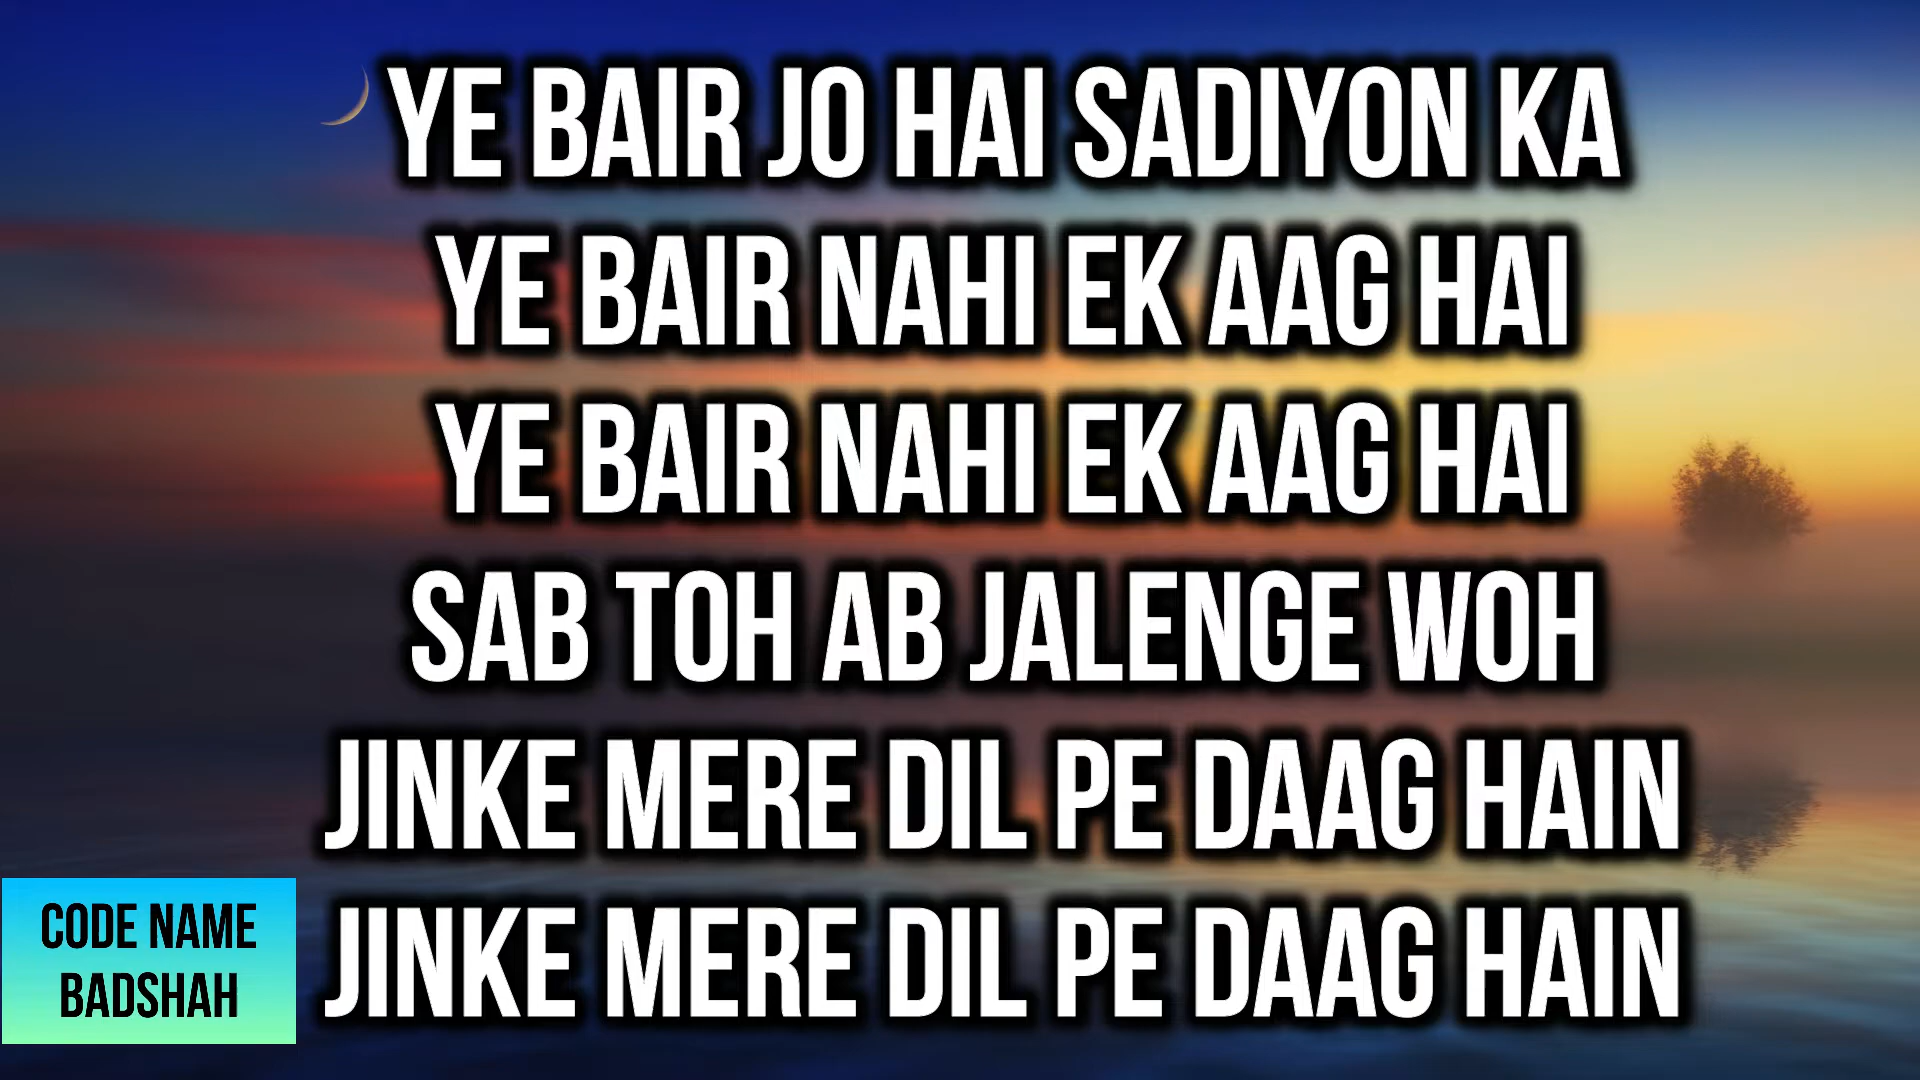 YE BAIR JO HAI SADIYON KA
YE BAIR NAHI EK AAG HAI
YE BAIR NAHI EK AAG HAI
SAB TOH AB JALENGE WOH
JINKE MERE DIL PE DAAG HAIN
JINKE MERE DIL PE DAAG HAIN
CODE NAME
BADSHAH